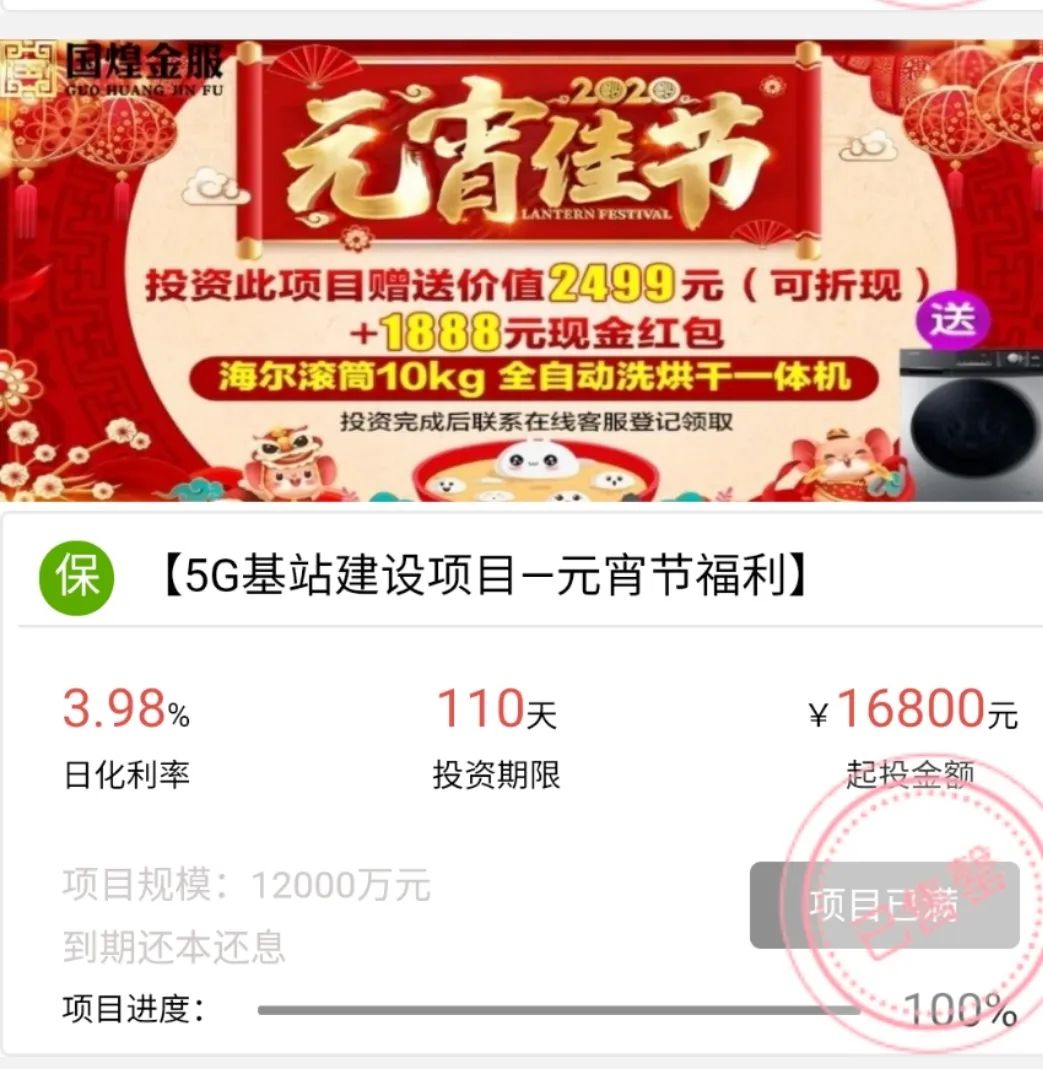 国煌金服
GUO HUANG JIN FU
2020
元宵佳节
LANTERN FESTIVAL
投资此项目赠送价值2499元（可折现）
+1888元现金红包
送
海尔滚筒10kg 全自动洗烘干一体机
投资完成后联系在线客服登记领取
保
【5G基站建设项目—元宵节福利】
3.98%
110天
￥16800元
日化利率
投资期限
起投金额
项目规模：12000万元
项目已满
已售罄
到期还本还息
项目进度：
100%